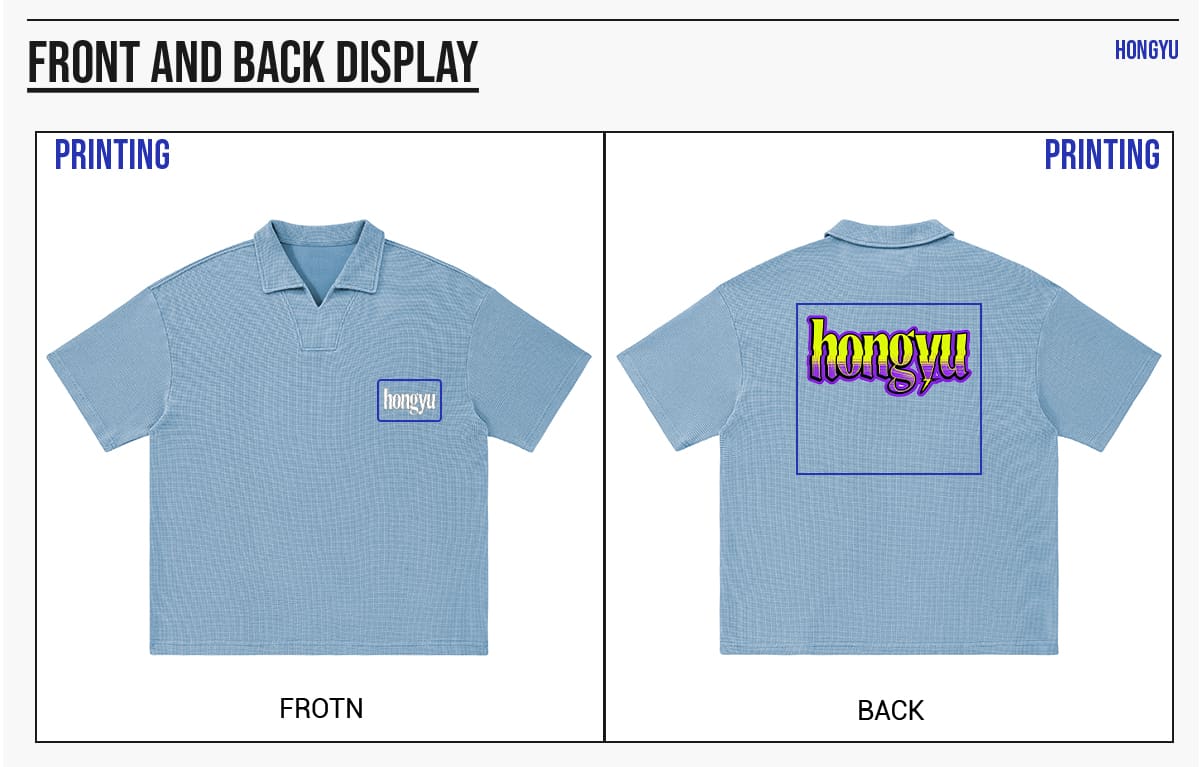 FRONT AND BACK DISPLAY
HONGYU
PRINTING
PRINTING
hongyu
hongyu
FROTN
BACK